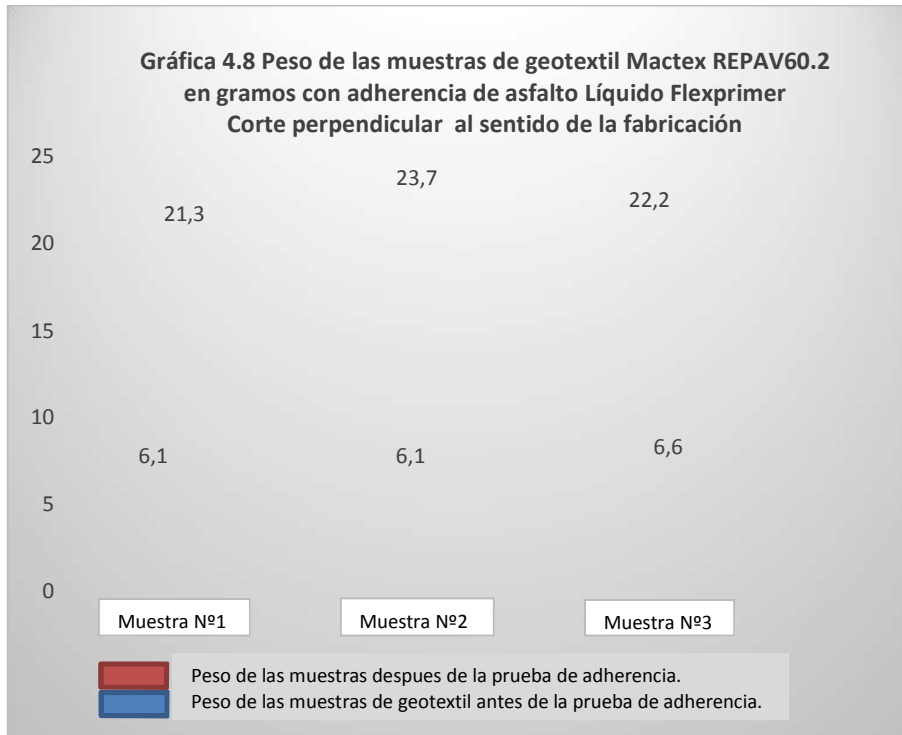 Gráfica 4.8 Peso de las muestras de geotextil Mactex REPAV60.2
en gramos con adherencia de asfalto Líquido Flexprimer
Corte perpendicular al sentido de la fabricación
25
23,7
22,2
21,3
20
15
10
6,1
6,1
6,6
5
0
Muestra Nº1
Muestra Nº2
Muestra Nº3
Peso de las muestras despues de la prueba de adherencia.
Peso de las muestras de geotextil antes de la prueba de adherencia.